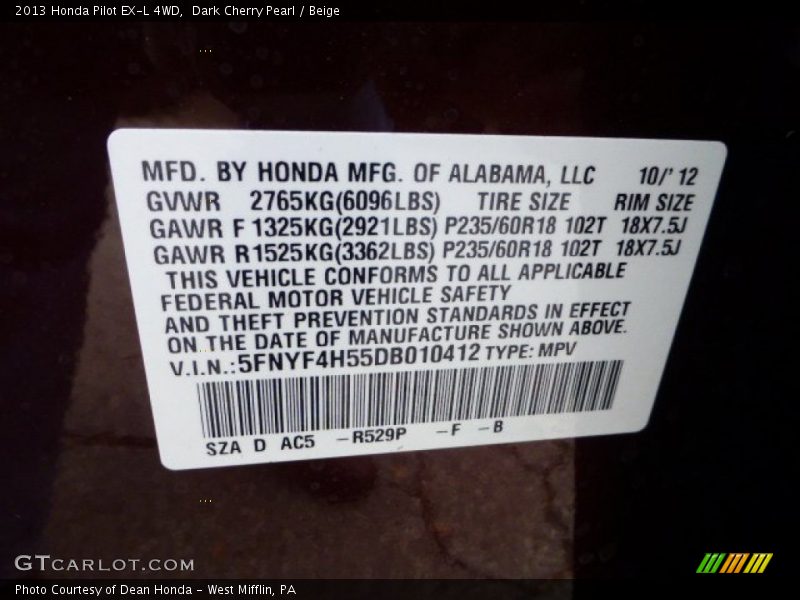 2013 Honda Pilot EX-L 4WD,  Dark Cherry Pearl / Beige
MFD. BY HONDA MFG. OF ALABAMA, LLC 10/'12
GVWR 2765KG(6096LBS) TIRE SIZE RIM SIZE
GAWR F 1325KG(2921LBS) P235/60R18 102T 18X7.5J
GAWR R 1525KG(3362LBS) P235/60R18 102T 18X7.5J
THIS VEHICLE CONFORMS TO ALL APPLICABLE
FEDERAL MOTOR VEHICLE SAFETY
AND THEFT PREVENTION STANDARDS IN EFFECT
ON THE DATE OF MANUFACTURE SHOWN ABOVE.
V.I.N.:5FNYF4H55DB010412 TYPE: MPV
SZA D AC5 -R529P -F -B
GTCARLOT.COM
Photo Courtesy of Dean Honda - West Mifflin, PA